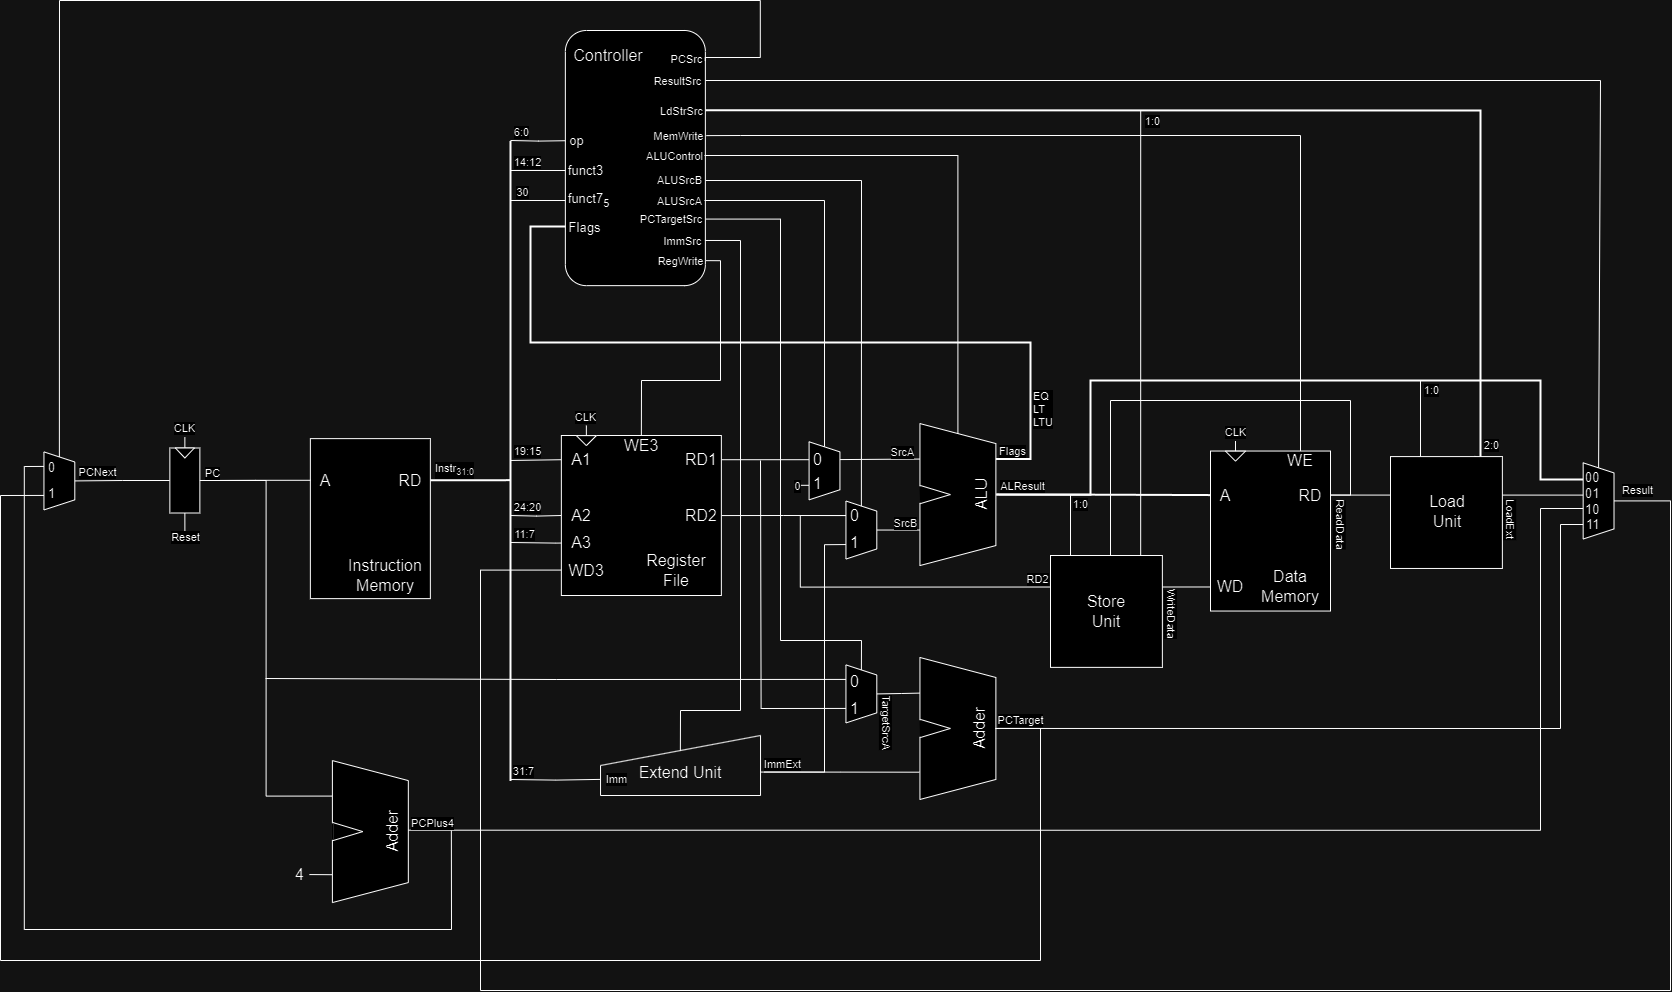 Controller
PCSrc
ResultSrc
LdStrSrc
MemWrite
ALUControl
ALUSrcB
ALUSrcA
PCTargetSrc
ImmSrc
RegWrite
op
funct3
funct7₅
Flags
6:0
14:12
30
1:0
EQ
LT
LTU
0
1
PCNext
CLK
PC
Reset
A
RD
Instruction
Memory
Instr₃₁:₀
19:15
24:20
11:7
31:7
CLK
WE3
A1
RD1
A2
RD2
A3
WD3
Register
File
0
1
0
0
1
SrcA
SrcB
ALU
Flags
ALResult
1:0
RD2
Store
Unit
WriteData
CLK
WE
A
RD
WD
Data
Memory
ReadData
1:0
2:0
Load
Unit
LoadExt
00
01
10
11
Result
0
1
TargetSrcA
Adder
PCTarget
Imm
Extend Unit
ImmExt
Adder
PCPlus4
4